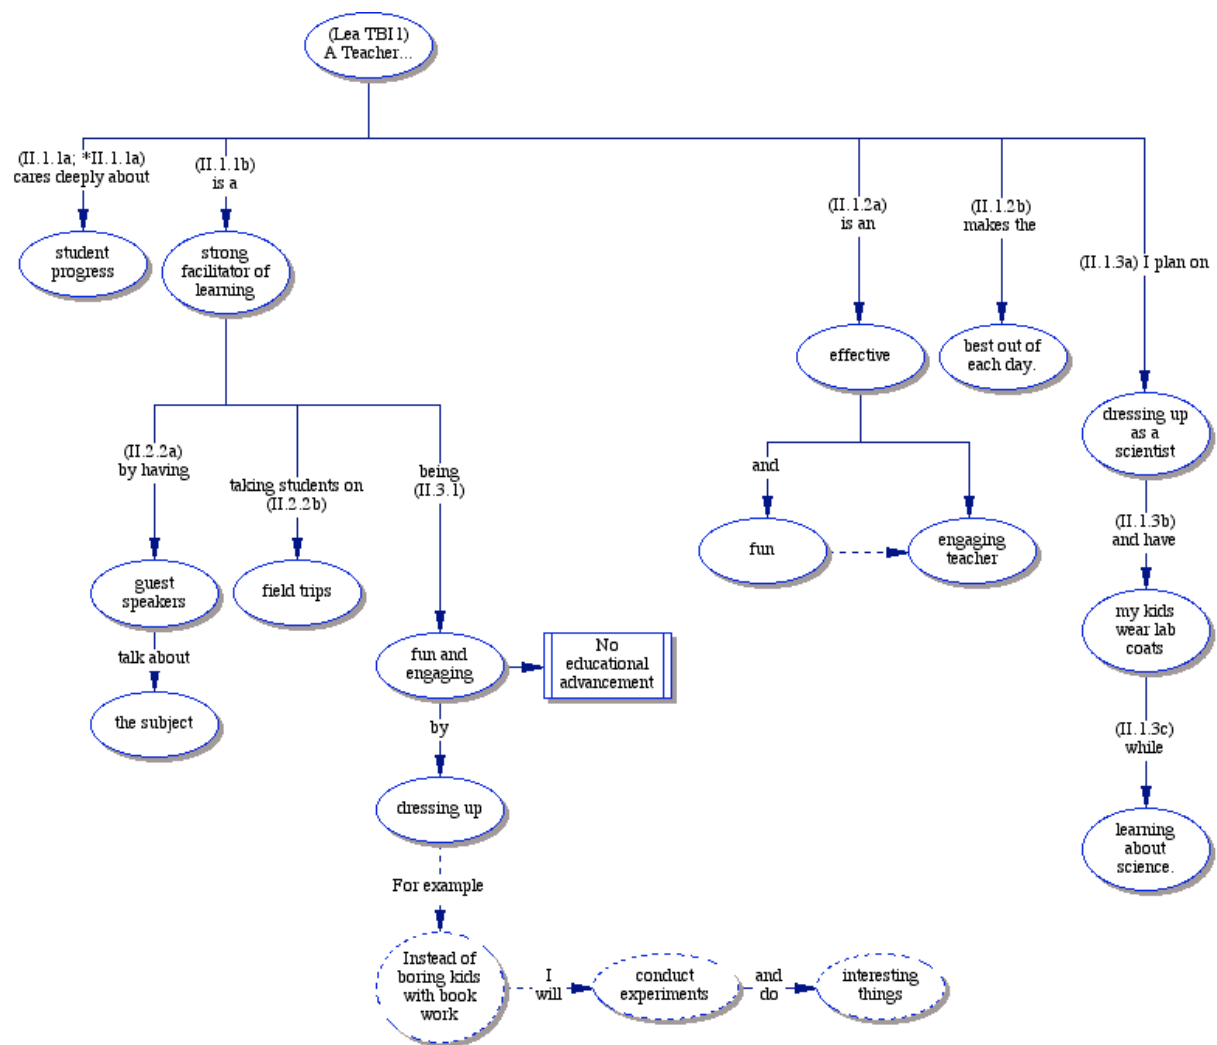 (Lea TBI 1)
A Teacher...
(II.1.1a; *II.1.1a)
cares deeply about
student
progress
(II.1.1b)
is a
strong
facilitator of
learning
(II.2.2a)
by having
guest
speakers
talk about
the subject
taking students on
(II.2.2b)
field trips
being
(II.3.1)
fun and
engaging
No
educational
advancement
by
dressing up
For example
Instead of
boring kids
with book
work
I
will
conduct
experiments
and
do
interesting
things
(II.1.2a)
is an
effective
and
fun
engaging
teacher
(II.1.2b)
makes the
best out of
each day.
(II.1.3a) I plan on
dressing up
as a
scientist
(II.1.3b)
and have
my kids
wear lab
coats
(II.1.3c)
while
learning
about
science.